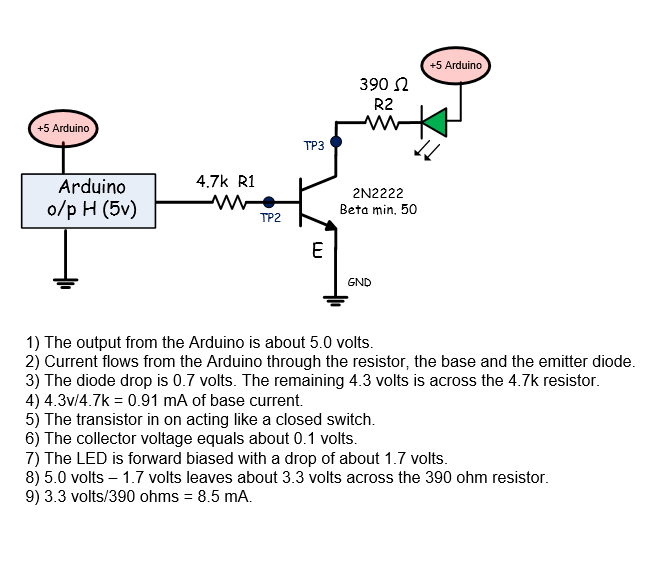 +5 Arduino
390 Ω
R2
+5 Arduino
TP3
4.7k R1
Arduino
o/p H (5v)
2N2222
Beta min. 50
TP2
E
GND
1) The output from the Arduino is about 5.0 volts.
2) Current flows from the Arduino through the resistor, the base and the emitter diode.
3) The diode drop is 0.7 volts. The remaining 4.3 volts is across the 4.7k resistor.
4) 4.3v/4.7k = 0.91 mA of base current.
5) The transistor in on acting like a closed switch.
6) The collector voltage equals about 0.1 volts.
7) The LED is forward biased with a drop of about 1.7 volts.
8) 5.0 volts – 1.7 volts leaves about 3.3 volts across the 390 ohm resistor.
9) 3.3 volts/390 ohms = 8.5 mA.